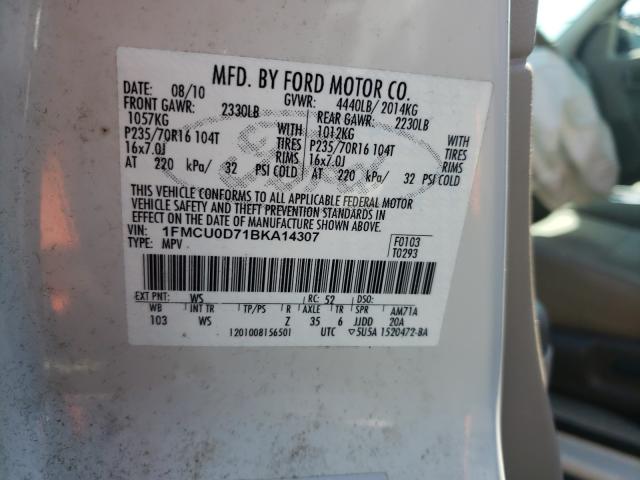 MFD. BY FORD MOTOR CO.
DATE: 08/10 GVWR: 4440LB/ 2014KG
FRONT GAWR: 2330LB REAR GAWR: 2230LB
1057KG WITH 1012KG WITH
P235/70R16 104T TIRES P235/70R16 104T TIRES
16x7.0J RIMS 16x7.0J RIMS
AT 220 kPa/ 32 PSI COLD AT 220 kPa/ 32 PSI COLD
THIS VEHICLE CONFORMS TO ALL APPLICABLE FEDERAL MOTOR
VEHICLE SAFETY AND THEFT PREVENTION STANDARDS IN
EFFECT ON THE DATE OF MANUFACTURE SHOWN ABOVE.
VIN: 1FMCU0D71BKA14307 F0103
TYPE: MPV T0293
EXT PNT: WS RC: 52 DSO:
WB INT TR TP/PS R AXLE TR SPR AM71A
103 WS Z 35 6 JJDD 20A
1201008156501 UTC ▽5U5A 1520472-BA